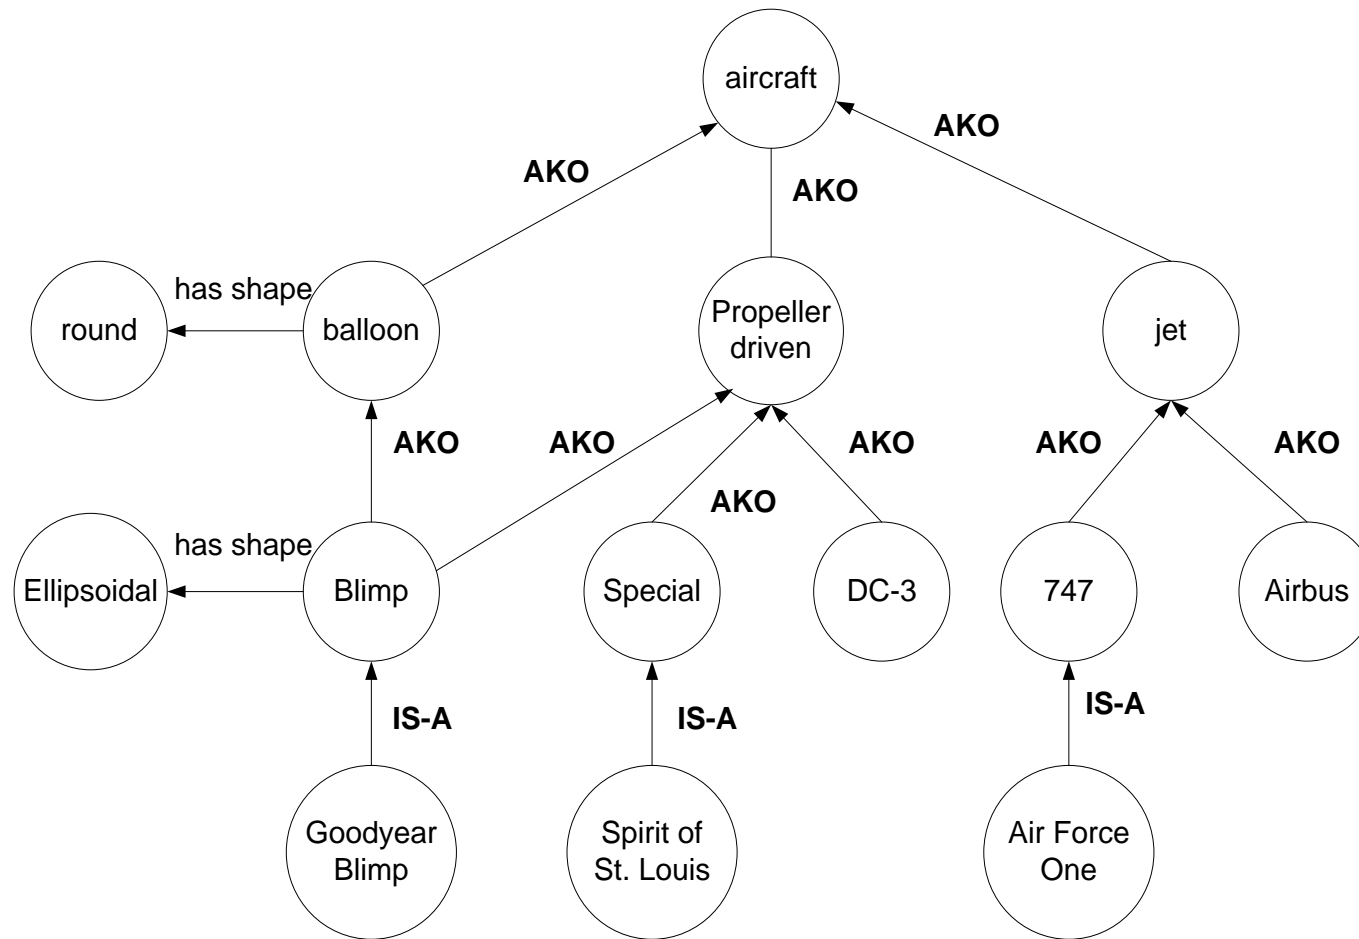 aircraft
AKO
AKO
AKO
has shape
round
balloon
Propeller
driven
jet
AKO
AKO
AKO
AKO
AKO
AKO
has shape
Ellipsoidal
Blimp
Special
DC-3
747
Airbus
IS-A
IS-A
IS-A
Goodyear
Blimp
Spirit of
St. Louis
Air Force
One